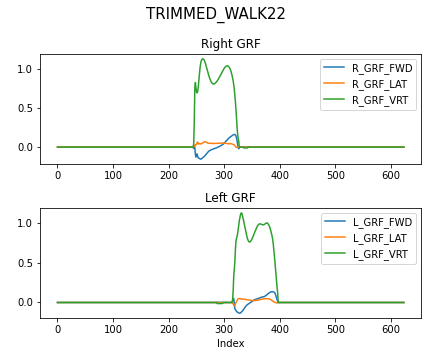 TRIMMED_WALK22
Right GRF
1.0
0.5
0.0
R_GRF_FWD
R_GRF_LAT
R_GRF_VRT
0 100 200 300 400 500 600
Left GRF
1.0
0.5
0.0
L_GRF_FWD
L_GRF_LAT
L_GRF_VRT
0 100 200 300 400 500 600
Index